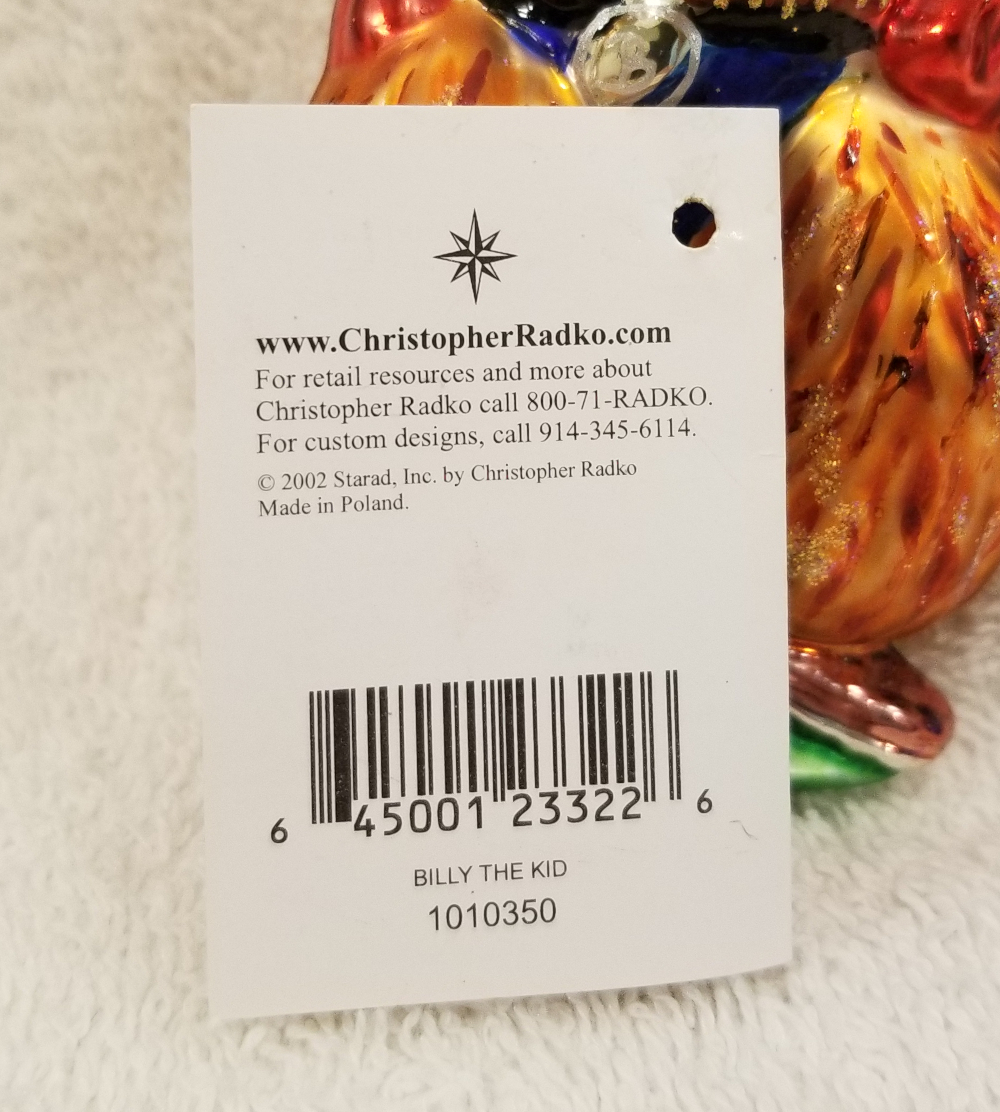 www.ChristopherRadko.com
For retail resources and more about
Christopher Radko call 800-71-RADKO.
For custom designs, call 914-345-6114.
© 2002 Starad, Inc. by Christopher Radko
Made in Poland.
6 45001 23322 6
BILLY THE KID
1010350